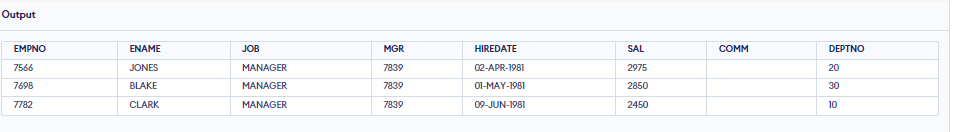 Output
EMPNO ENAME JOB MGR HIREDATE SAL COMM DEPTNO
7566 JONES MANAGER 7839 02-APR-1981 2975 20
7698 BLAKE MANAGER 7839 01-MAY-1981 2850 30
7782 CLARK MANAGER 7839 09-JUN-1981 2450 10